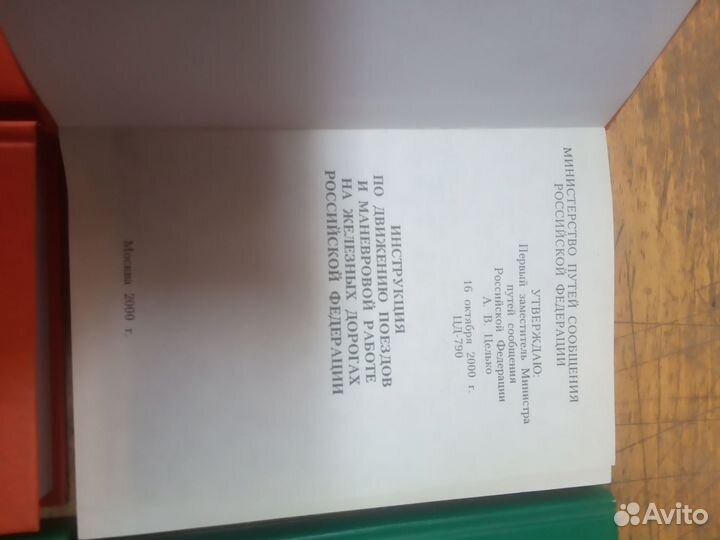 МИНИСТЕРСТВО ПУТЕЙ СООБЩЕНИЯ
РОССИЙСКОЙ ФЕДЕРАЦИИ
УТВЕРЖДАЮ:
Первый заместитель Министра
путей сообщения
Российской Федерации
А. В. Целько
16 октября 2000 г.
ЦД-790
ИНСТРУКЦИЯ
ПО ДВИЖЕНИЮ ПОЕЗДОВ
И МАНЕВРОВОЙ РАБОТЕ
НА ЖЕЛЕЗНЫХ ДОРОГАХ
РОССИЙСКОЙ ФЕДЕРАЦИИ
Москва 2000 г.
Avito